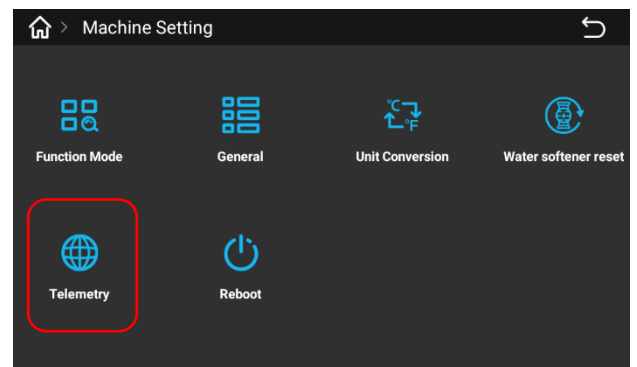 > Machine Setting
Function Mode
General
Unit Conversion
°C
°F
Water softener reset
Telemetry
Reboot